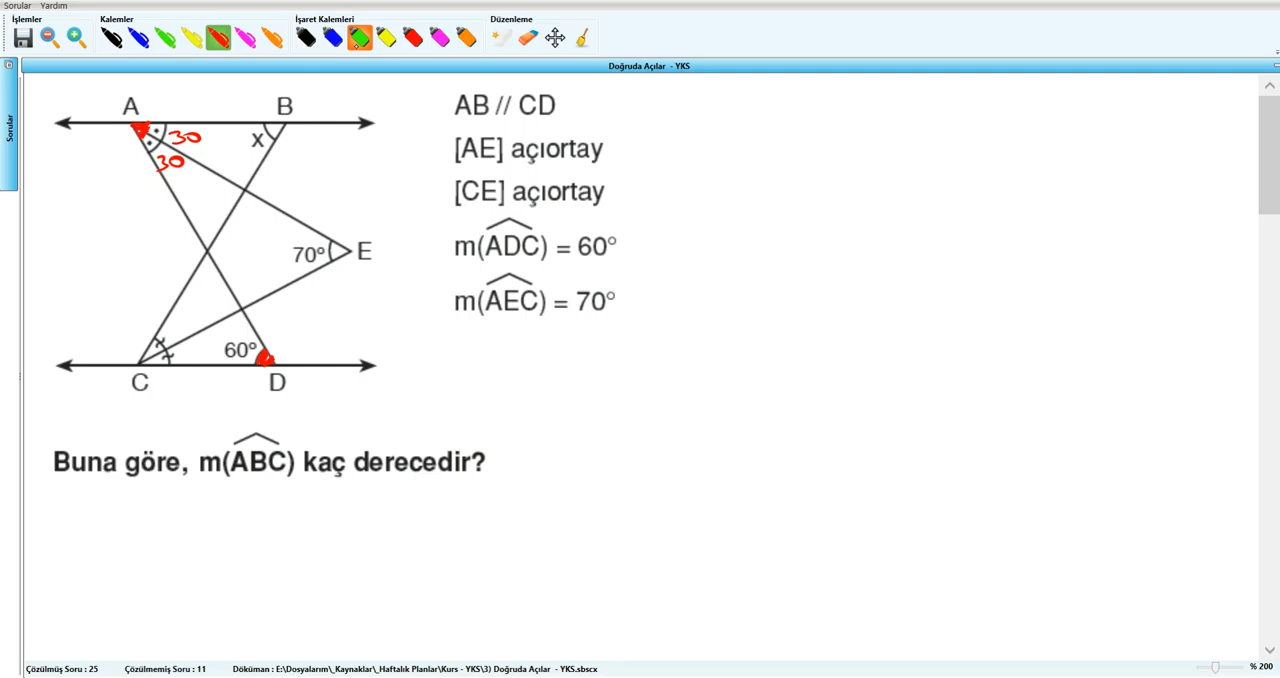 Sorular Yardım
İşlemler Kalemler İşaret Kalemleri Düzenleme
Doğruda Açılar - YKS
Sorular
A B
30
x
30
70° E
60°
C D
AB // CD
[AE] açıortay
[CE] açıortay
m(ADC) = 60°
m(AEC) = 70°
Buna göre, m(ABC) kaç derecedir?
Çözülmüş Soru : 25 Çözülmemiş Soru : 11 Döküman : E:\Dosyalarım\_Kaynaklar\_Haftalık Planlar\Kurs - YKS\3) Doğruda Açılar - YKS.sbscx % 200